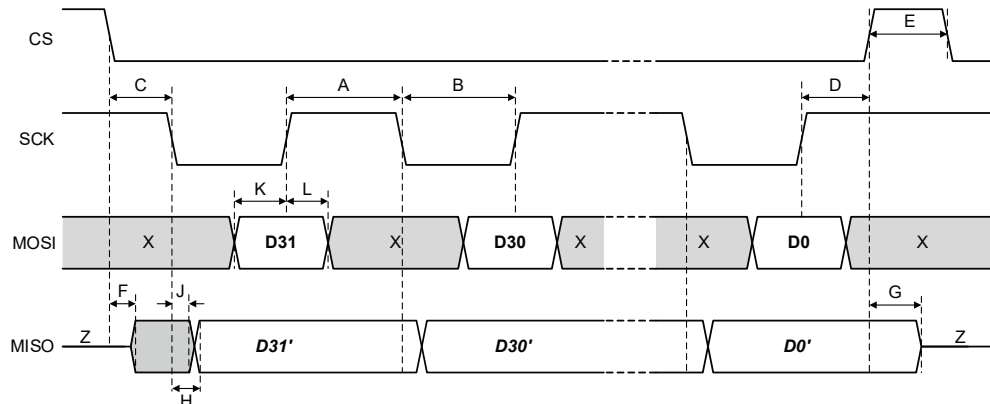 CS
E
C
A
B
D
SCK
K
L
MOSI
X
D31
X
D30
X
X
D0
X
F
J
G
MISO
Z
D31'
D30'
D0'
Z
H